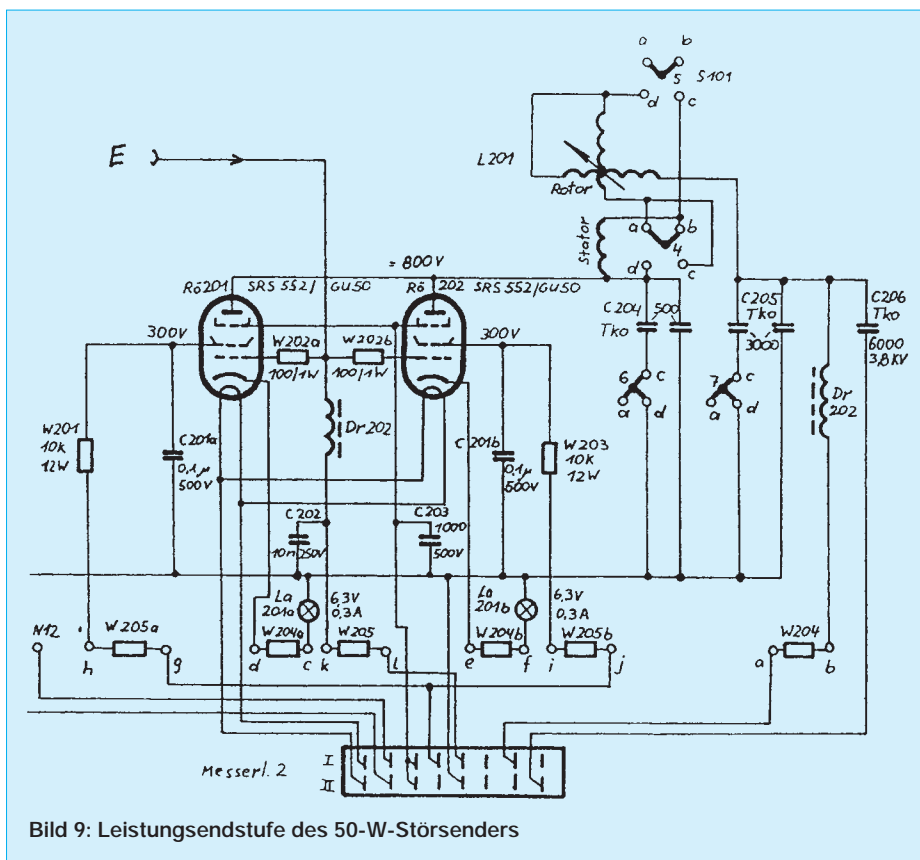 a b
5 S101
d c
E
L201
Rotor
a b
4
Stator
d c
= 800V
Rö201 SRS 552/GU50 Rö 202 SRS 552/GU50
300V 300V
W202a W202b
100/1W 100/1W
C204 500
Tko
C205
Tko
3000
C206
Tko
6000
3,8KV
6 c
a d
7 c
a d
W201
10k
12W
C201a
0,1µ
500V
Dr202
C201b
0,1µ
500V
W203
10k
12W
Dr
202
C202
10n 250V
C203
1000
500V
La
201a
6,3V
0,3A
La
201b
6,3V
0,3A
N12
h W205a g
d W204a c
k W205 l
e W204b f
i W205b j
a W204 b
Messerl. 2
I
II
Bild 9: Leistungsendstufe des 50-W-Störsenders